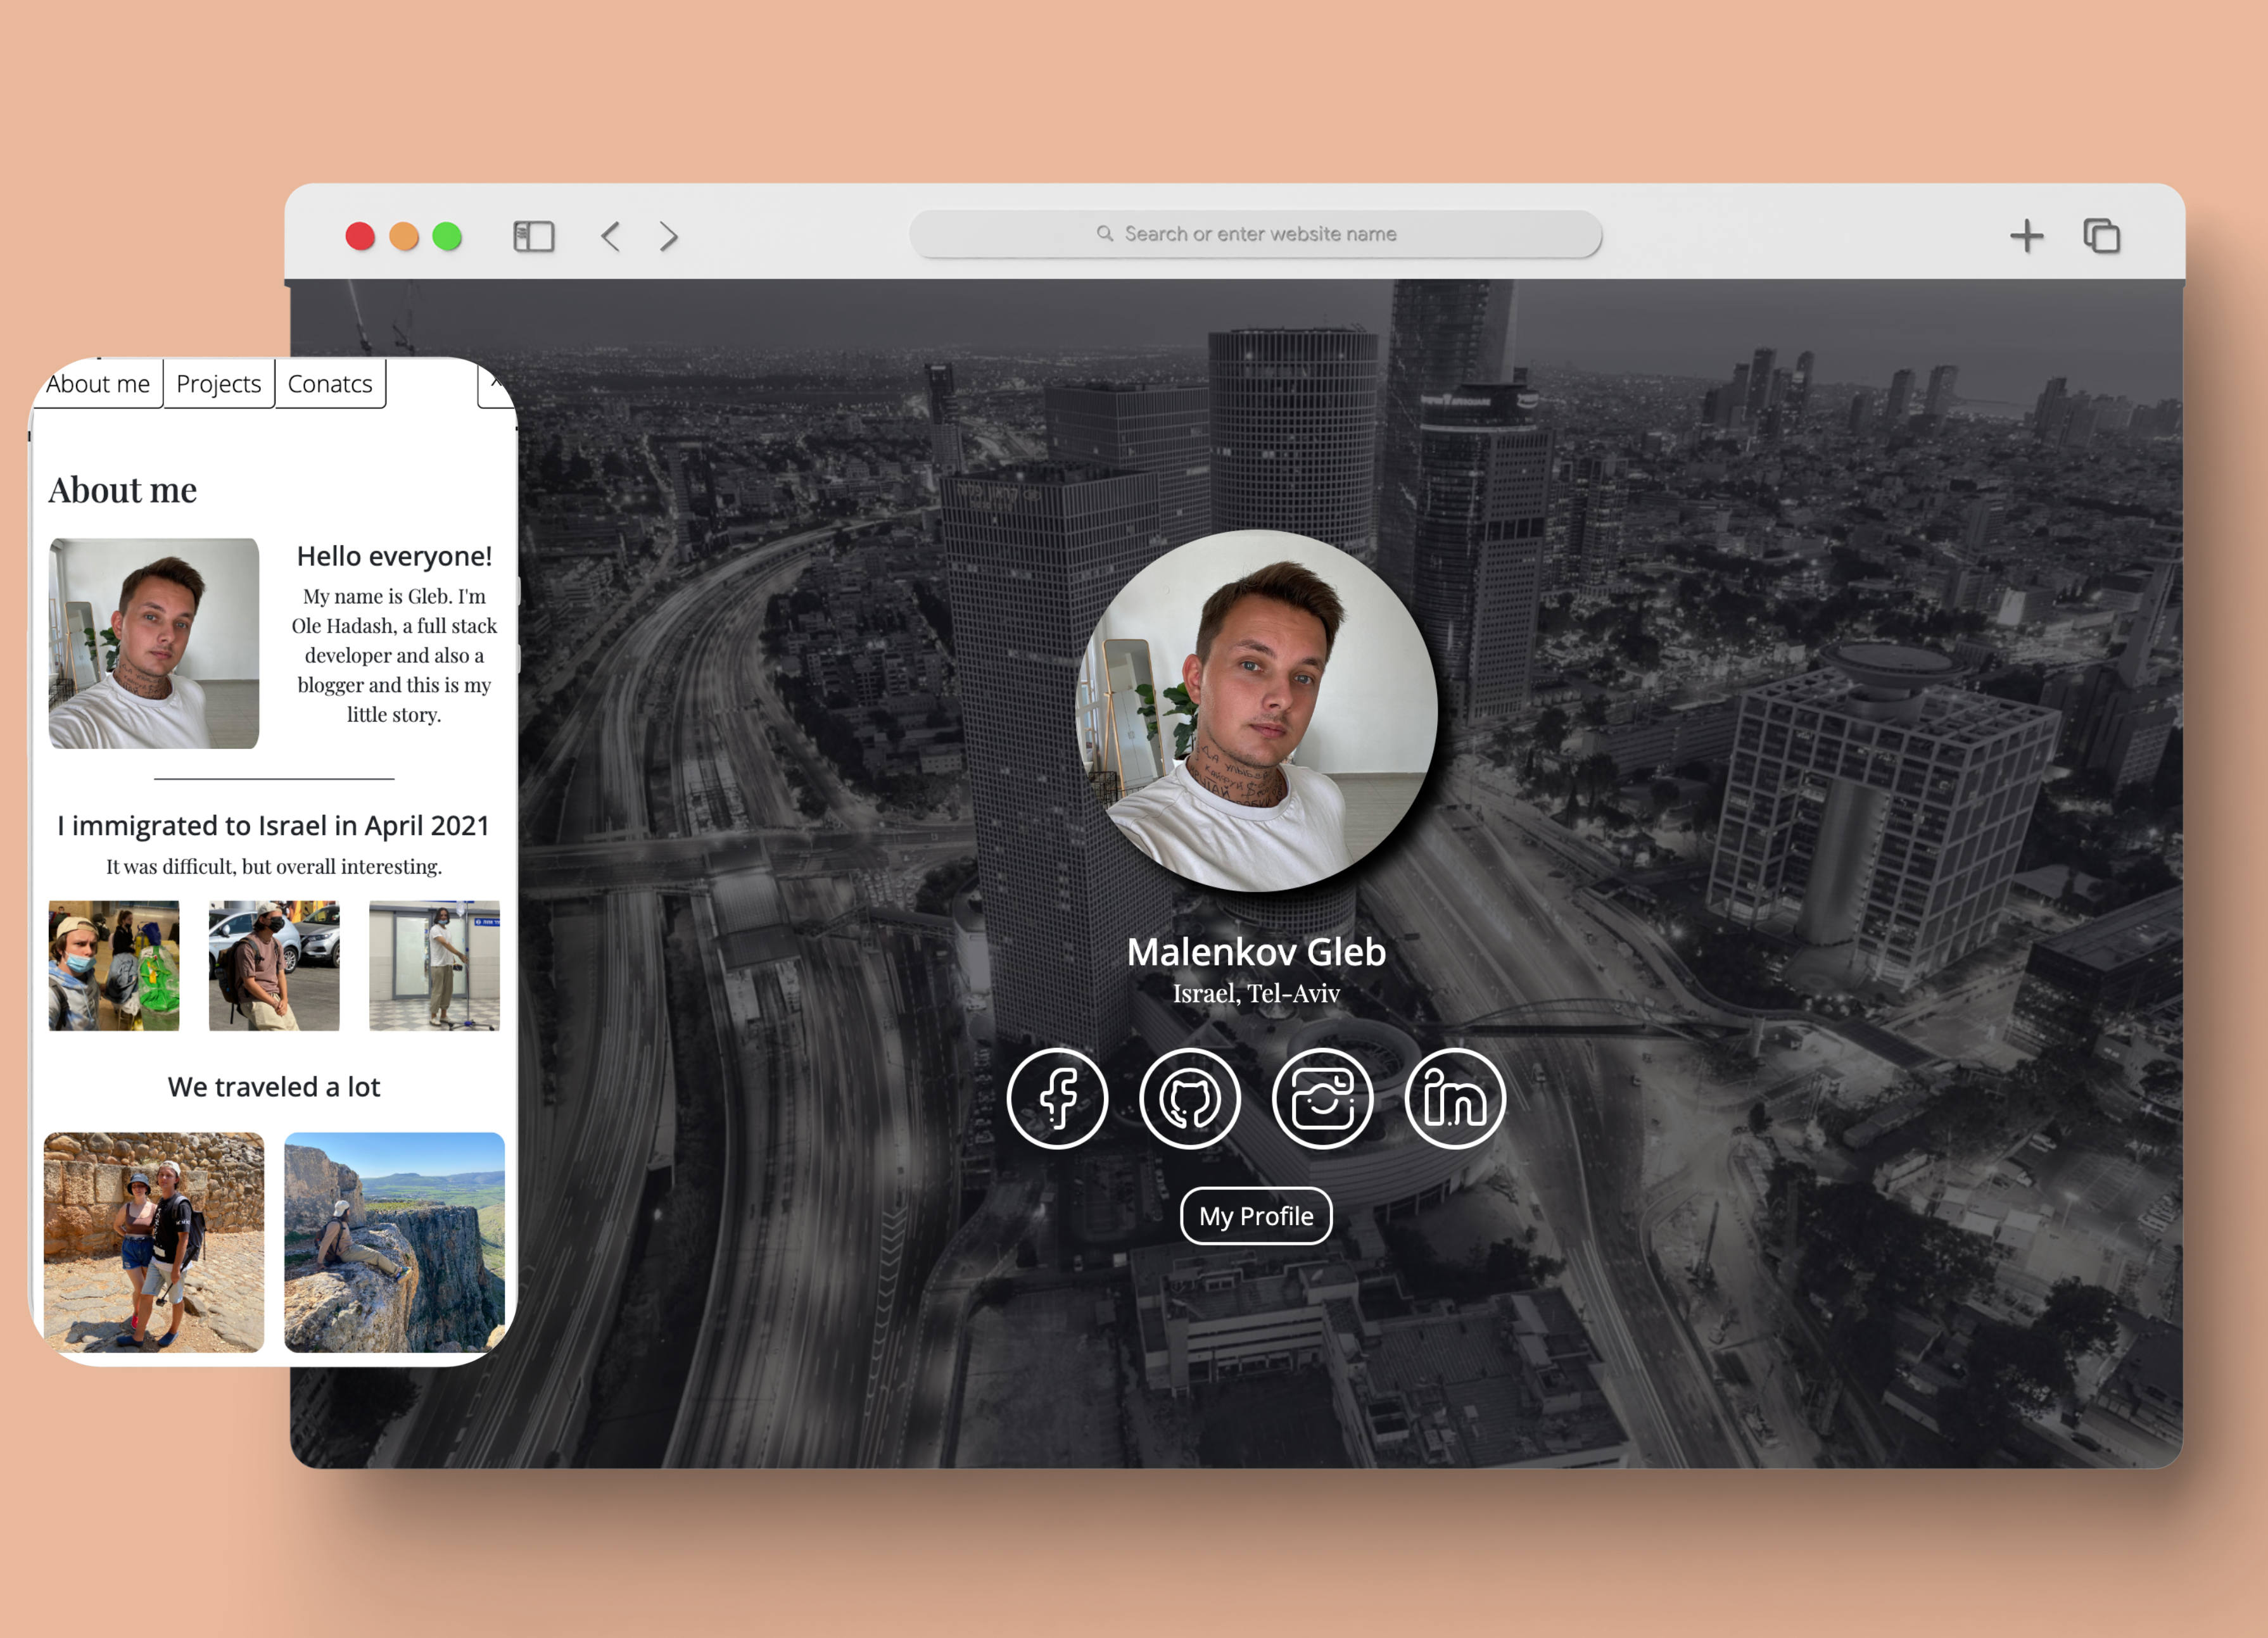 Search or enter website name
About me
Projects
Conatcs
About me
Hello everyone!
My name is Gleb. I'm
Ole Hadash, a full stack
developer and also a
blogger and this is my
little story.
I immigrated to Israel in April 2021
It was difficult, but overall interesting.
We traveled a lot
Malenkov Gleb
Israel, Tel-Aviv
My Profile